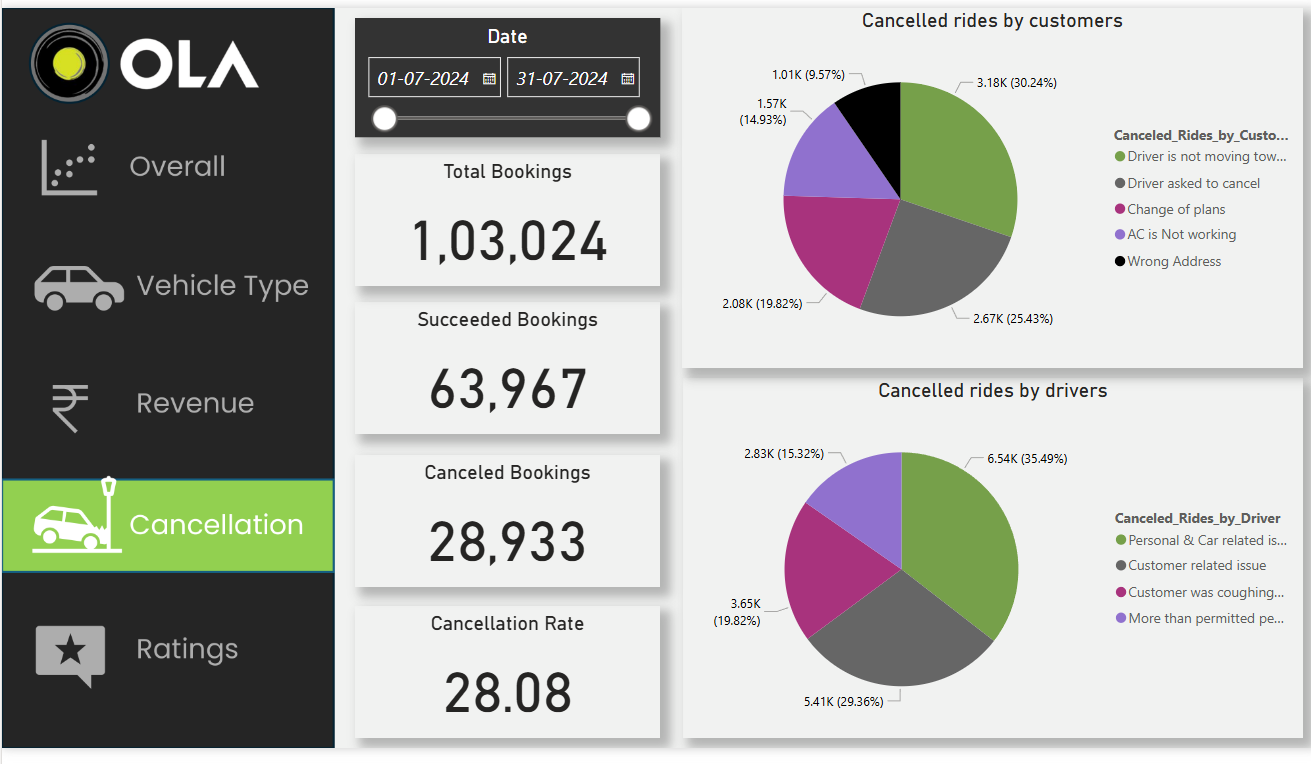 OLA
Overall
Vehicle Type
Revenue
Cancellation
Ratings
Date
01-07-2024
31-07-2024
Total Bookings
1,03,024
Succeeded Bookings
63,967
Canceled Bookings
28,933
Cancellation Rate
28.08
Cancelled rides by customers
1.01K (9.57%)
3.18K (30.24%)
1.57K
(14.93%)
2.08K (19.82%)
2.67K (25.43%)
Canceled_Rides_by_Custo...
Driver is not moving tow...
Driver asked to cancel
Change of plans
AC is Not working
Wrong Address
Cancelled rides by drivers
2.83K (15.32%)
6.54K (35.49%)
3.65K
(19.82%)
5.41K (29.36%)
Canceled_Rides_by_Driver
Personal & Car related is...
Customer related issue
Customer was coughing...
More than permitted pe...